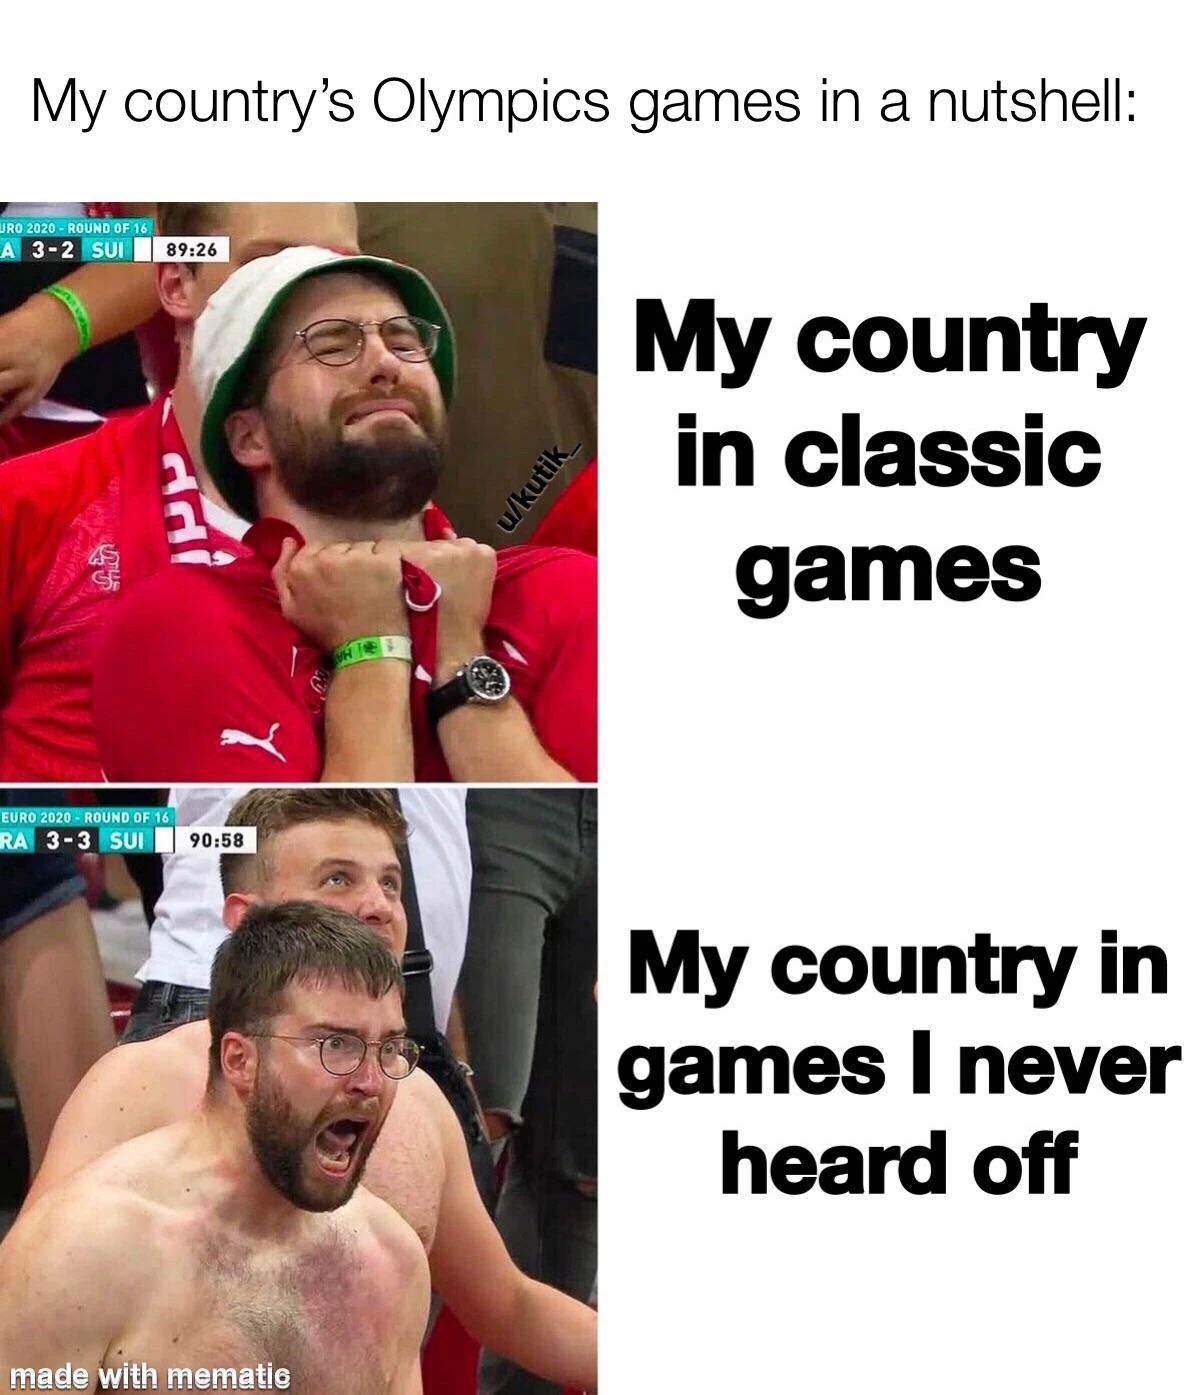 My country's Olympics games in a nutshell:
URO 2020 - ROUND OF 16
A 3-2 SUI 89:26
My country
in classic
games
u/kutik_
EURO 2020 - ROUND OF 16
RA 3-3 SUI 90:58
My country in
games I never
heard off
made with mematic